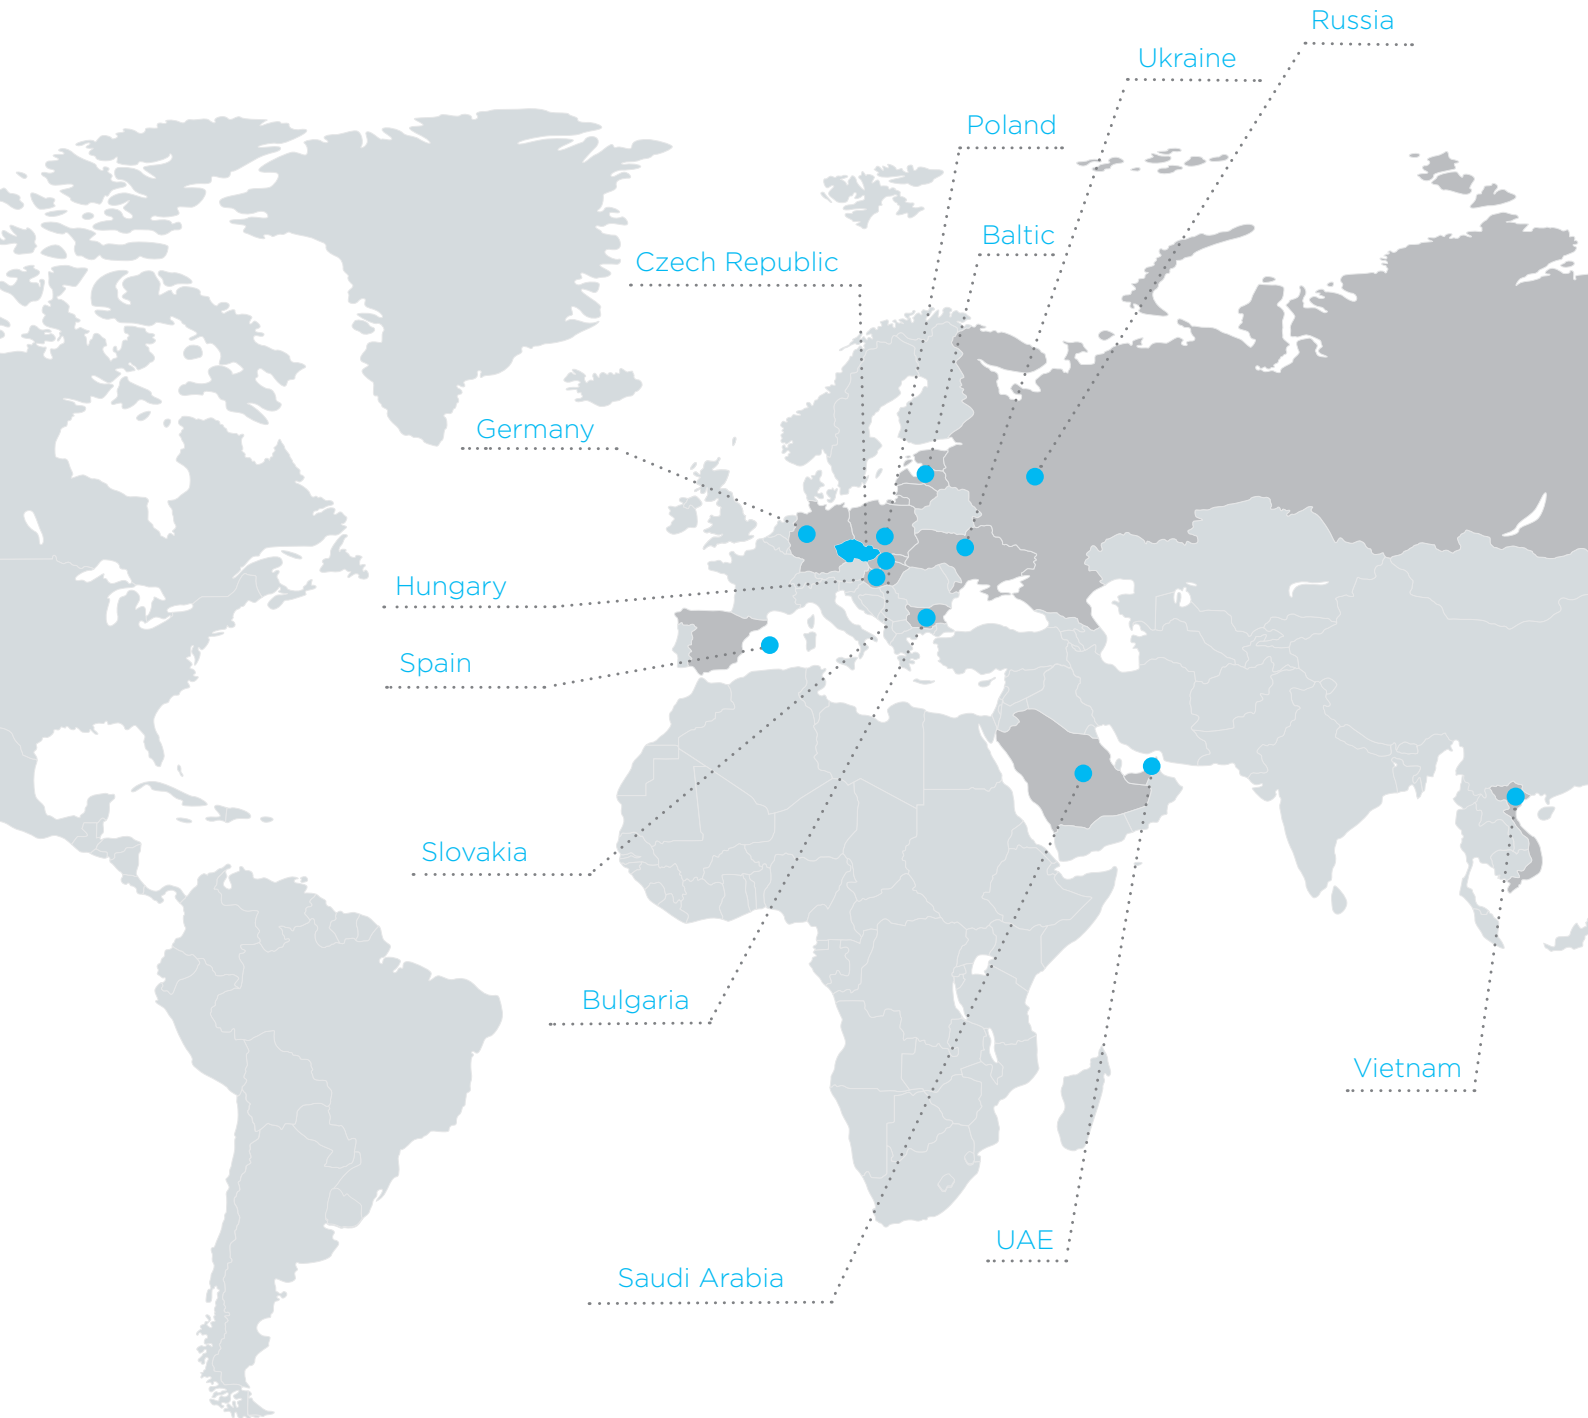 Russia
Ukraine
Poland
Baltic
Czech Republic
Germany
Hungary
Spain
Slovakia
Bulgaria
Vietnam
UAE
Saudi Arabia